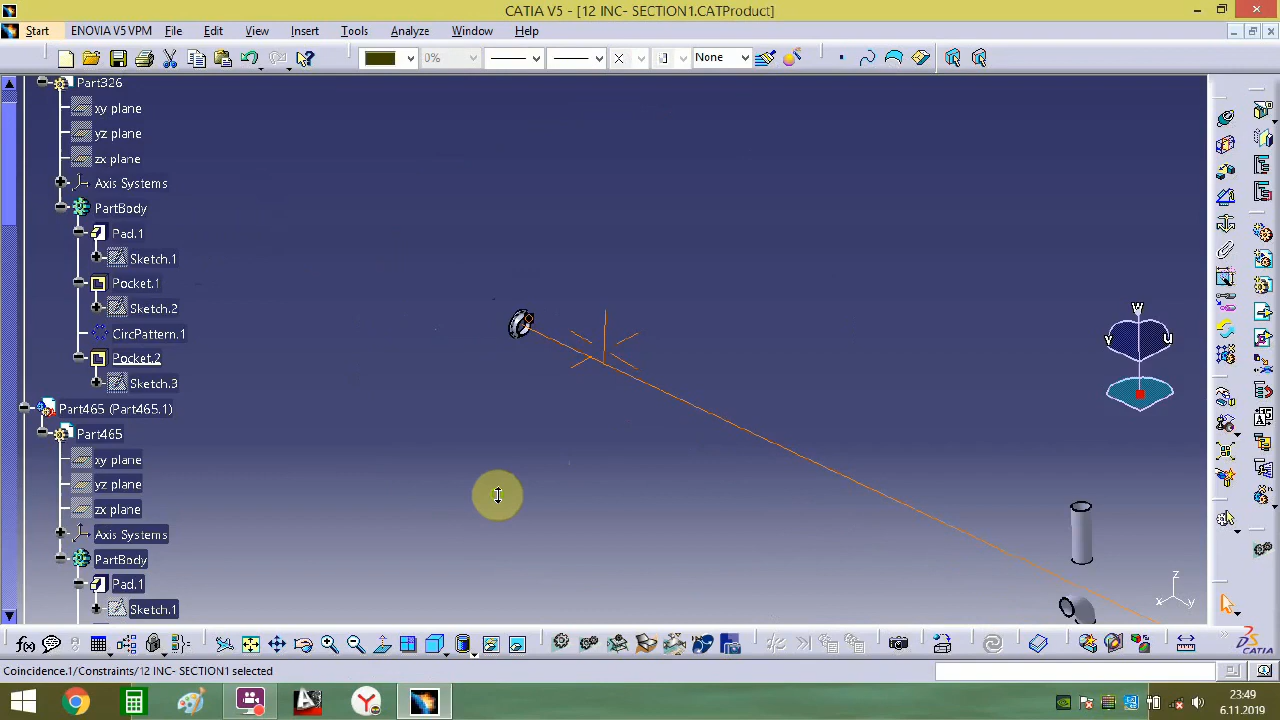 CATIA V5 - [12 INC- SECTION1.CATProduct]
Start ENOVIA V5 VPM File Edit View Insert Tools Analyze Window Help
0% None
Part326
xy plane
yz plane
zx plane
Axis Systems
PartBody
Pad.1
Sketch.1
Pocket.1
Sketch.2
CircPattern.1
Pocket.2
Sketch.3
Part465 (Part465.1)
Part465
xy plane
yz plane
zx plane
Axis Systems
PartBody
Pad.1
Sketch.1
w
v u
z
x y
CATIA
Coincidence.1/Constraints/12 INC- SECTION1 selected
23:49
6.11.2019